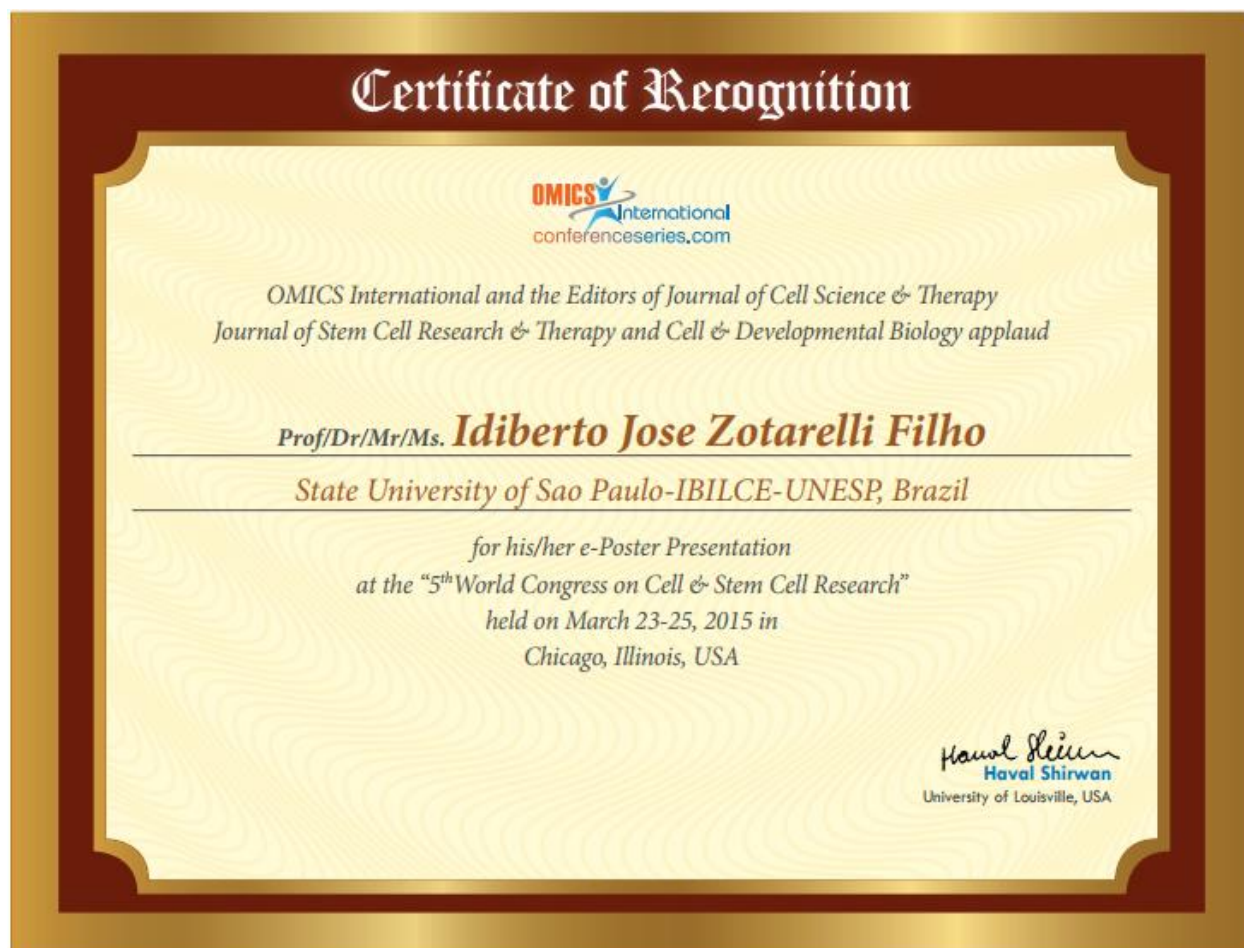 Certificate of Recognition
OMICS
International
conferenceseries.com
OMICS International and the Editors of Journal of Cell Science & Therapy
Journal of Stem Cell Research & Therapy and Cell & Developmental Biology applaud
Prof/Dr/Mr/Ms. Idiberto Jose Zotarelli Filho
State University of Sao Paulo-IBILCE-UNESP, Brazil
for his/her e-Poster Presentation
at the “5th World Congress on Cell & Stem Cell Research”
held on March 23-25, 2015 in
Chicago, Illinois, USA
Haval Shirwan
University of Louisville, USA